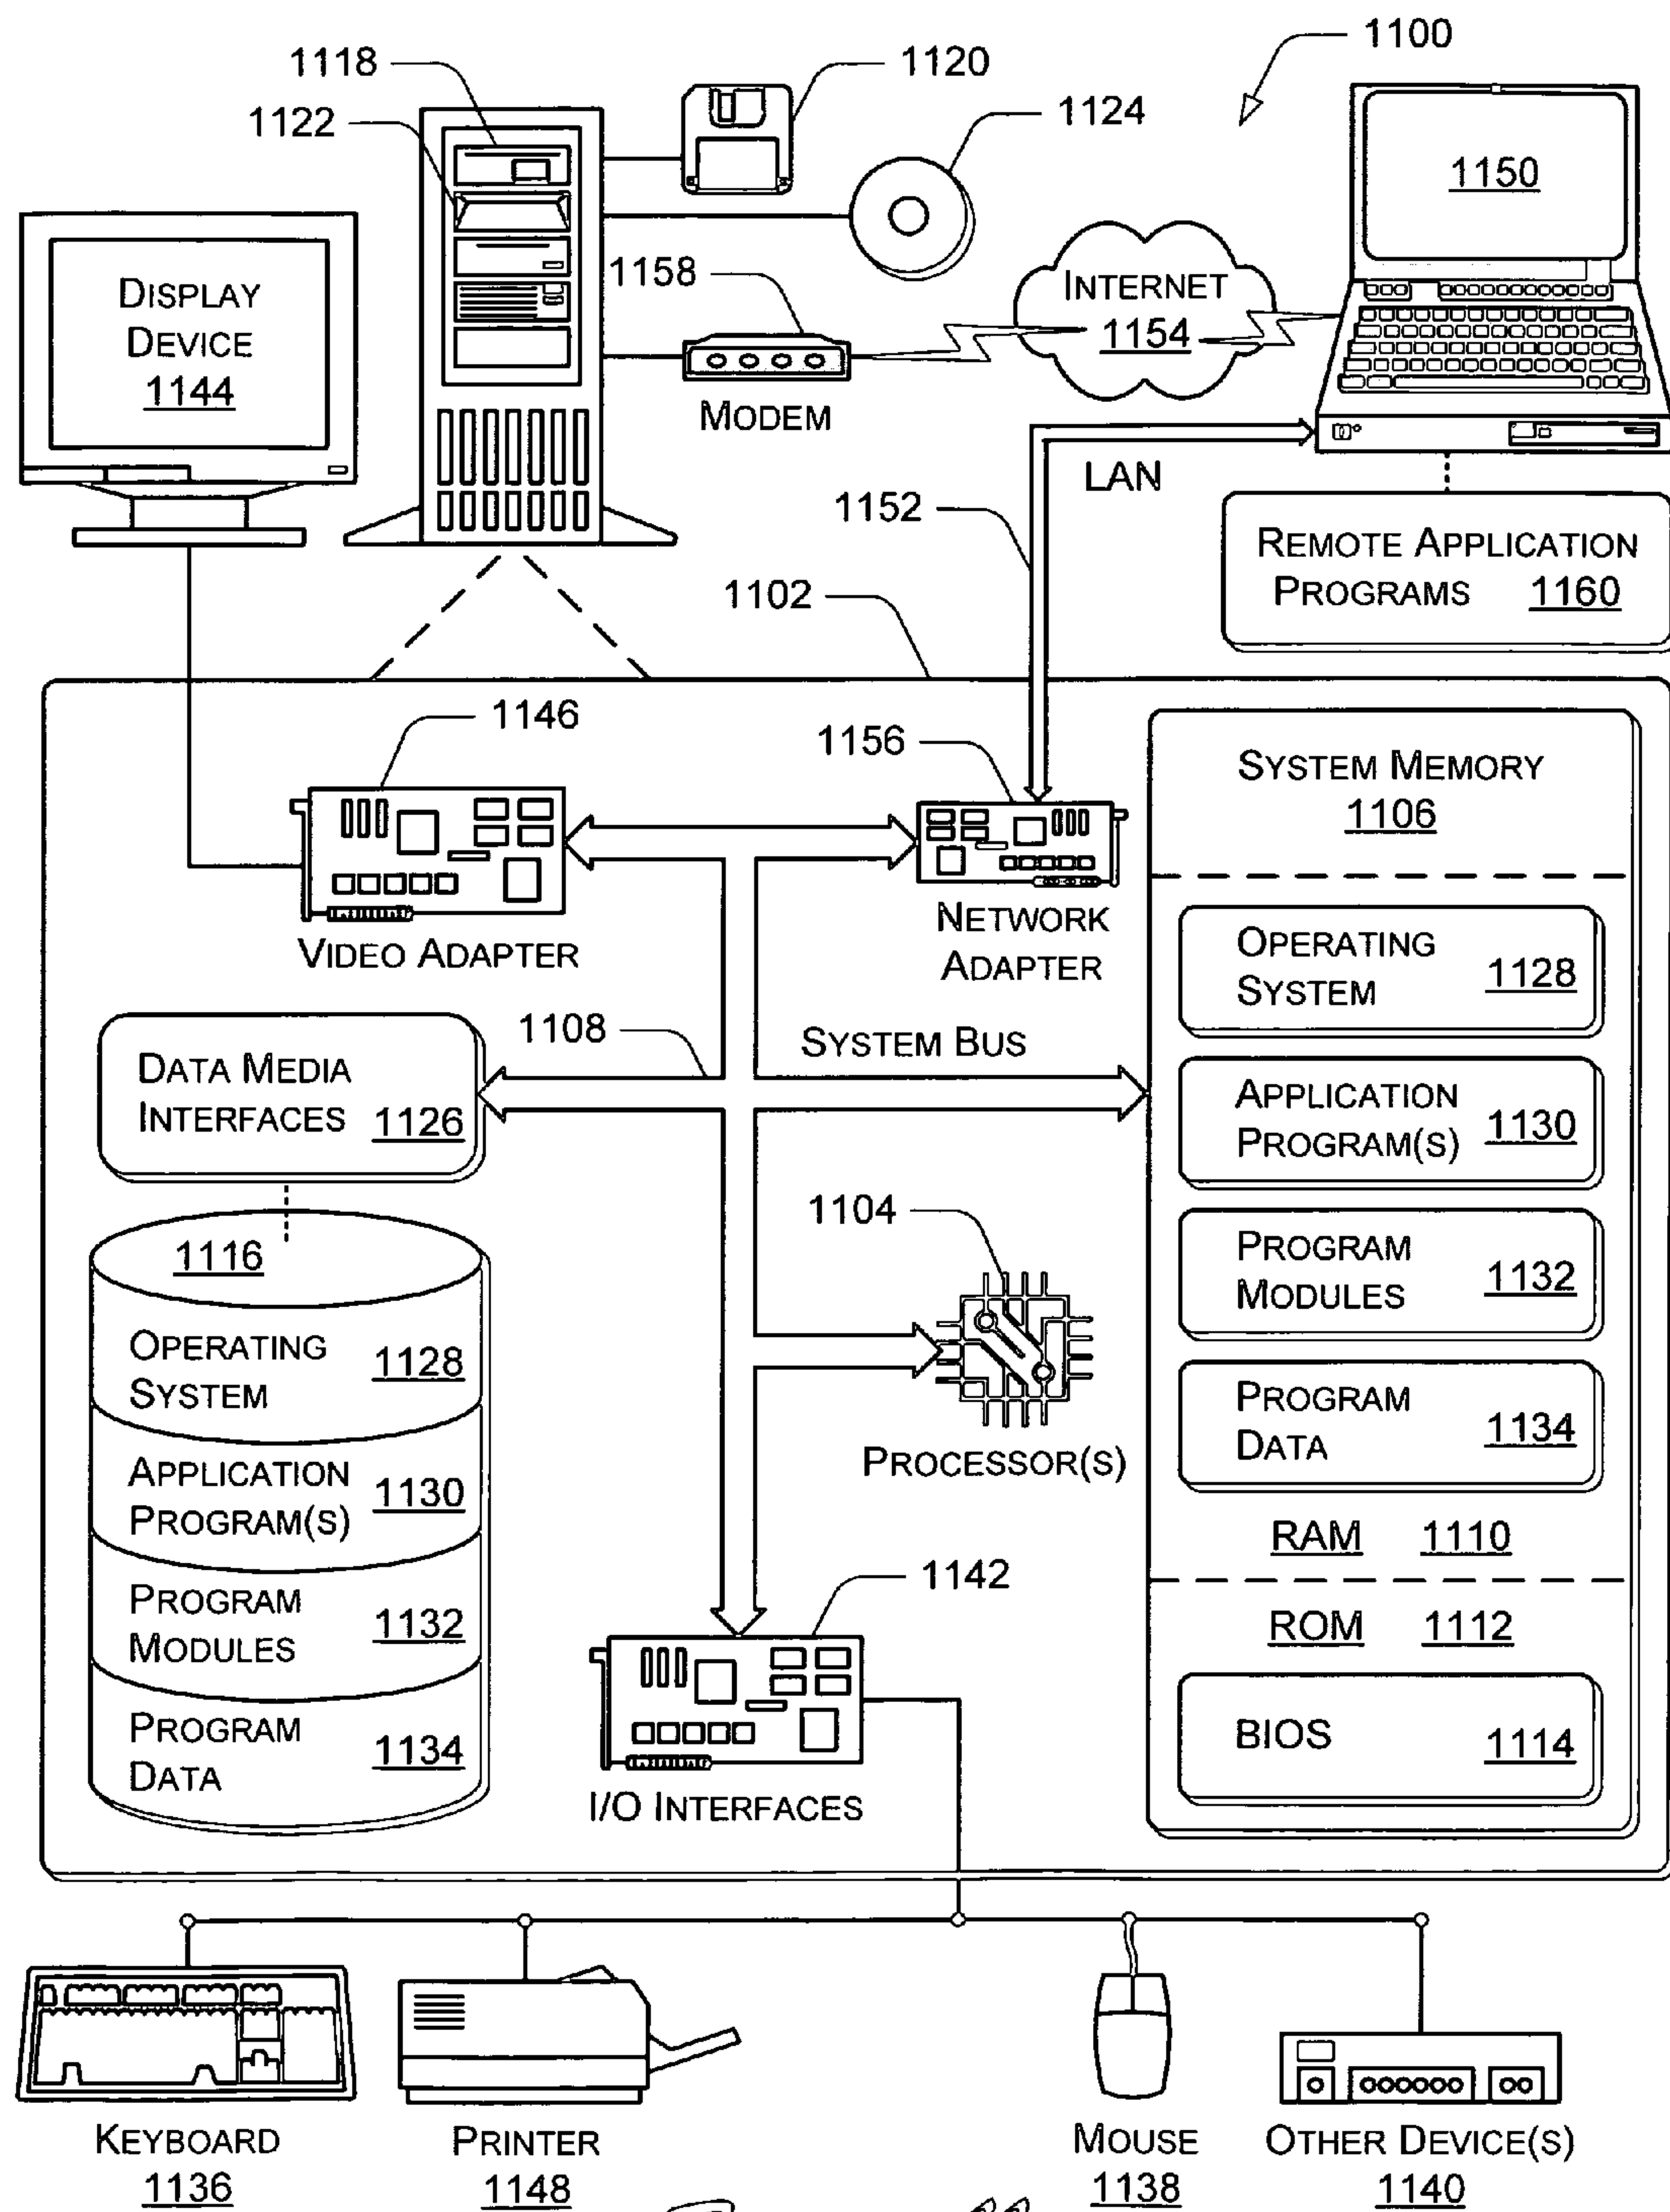 1100
1118
1120
1122
1124
1150
DISPLAY
DEVICE
1144
1158
INTERNET
1154
MODEM
LAN
1152
REMOTE APPLICATION
PROGRAMS 1160
1102
1146
1156
SYSTEM MEMORY
1106
VIDEO ADAPTER
NETWORK
ADAPTER
OPERATING
SYSTEM 1128
1108
SYSTEM BUS
DATA MEDIA
INTERFACES 1126
APPLICATION
PROGRAM(S) 1130
1104
PROGRAM
MODULES 1132
1116
OPERATING
SYSTEM 1128
PROGRAM
DATA 1134
PROCESSOR(S)
APPLICATION
PROGRAM(S) 1130
RAM 1110
1142
ROM 1112
PROGRAM
MODULES 1132
PROGRAM
DATA 1134
BIOS 1114
I/O INTERFACES
KEYBOARD
1136
PRINTER
1148
MOUSE
1138
OTHER DEVICE(S)
1140